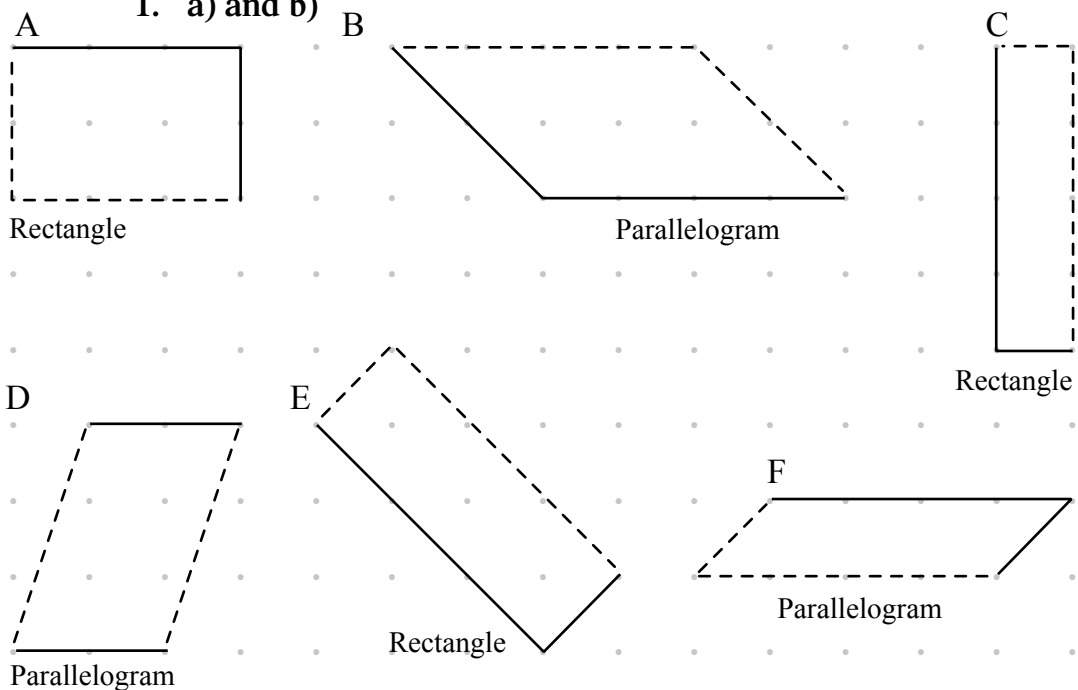 1. a) and b)
A
B
C
Rectangle
Parallelogram
Rectangle
D
E
F
Parallelogram
Rectangle
Parallelogram